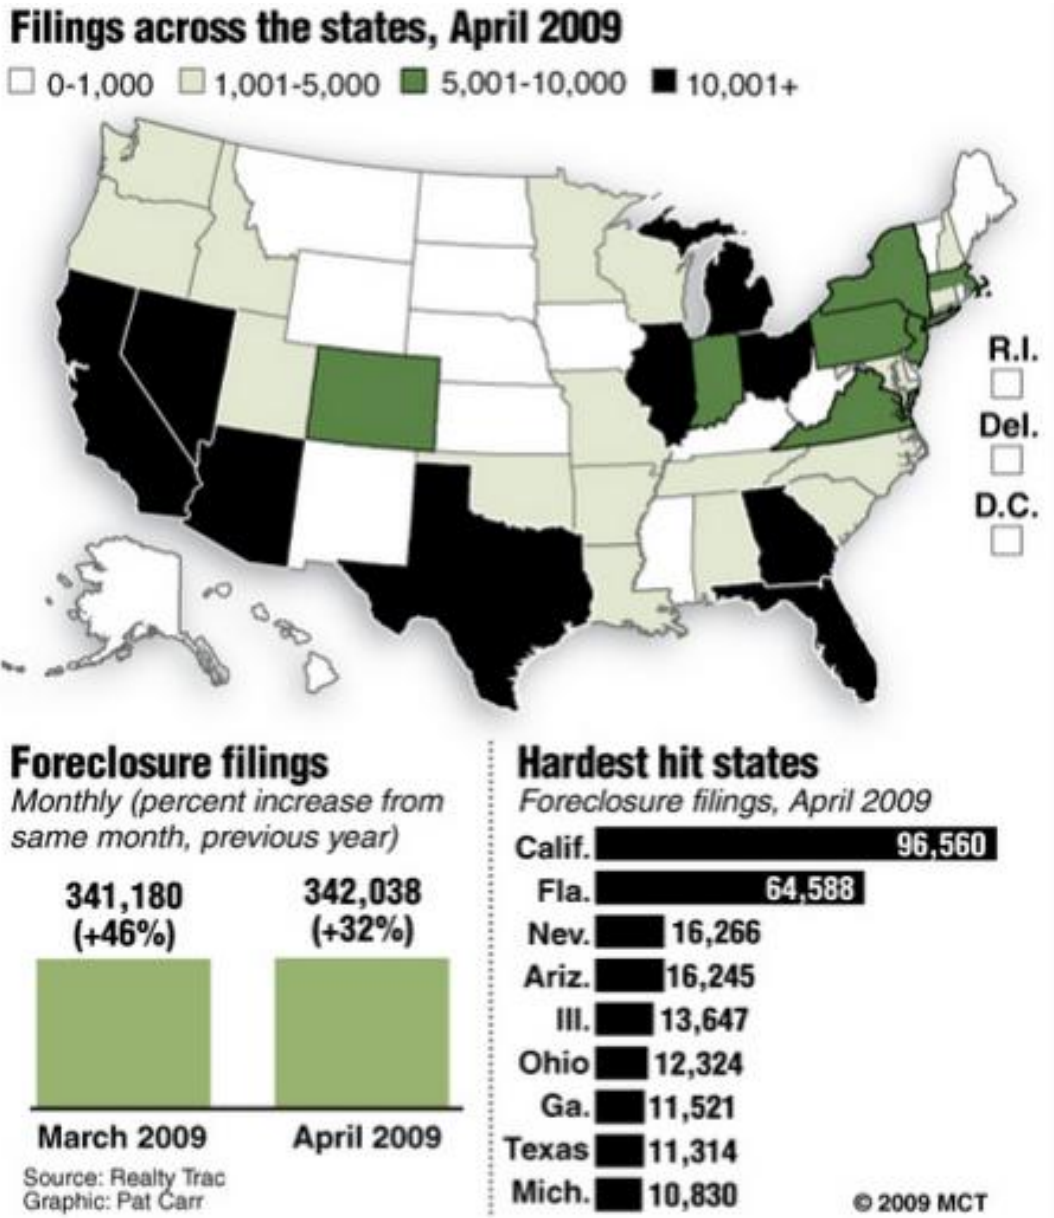 Filings across the states, April 2009
0-1,000 1,001-5,000 5,001-10,000 10,001+
R.I.
Del.
D.C.
Foreclosure filings
Monthly (percent increase from
same month, previous year)
341,180
(+46%)
342,038
(+32%)
March 2009
April 2009
Source: Realty Trac
Graphic: Pat Carr
Hardest hit states
Foreclosure filings, April 2009
Calif. 96,560
Fla. 64,588
Nev. 16,266
Ariz. 16,245
Ill. 13,647
Ohio 12,324
Ga. 11,521
Texas 11,314
Mich. 10,830
© 2009 MCT